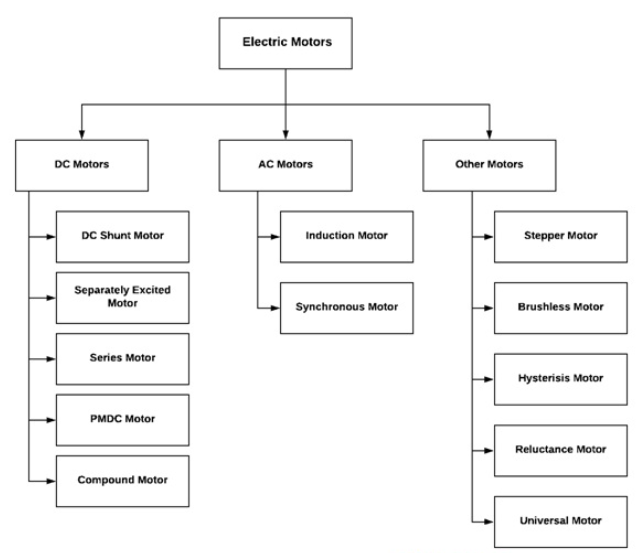 Electric Motors
DC Motors
AC Motors
Other Motors
DC Shunt Motor
Separately Excited
Motor
Series Motor
PMDC Motor
Compound Motor
Induction Motor
Synchronous Motor
Stepper Motor
Brushless Motor
Hysterisis Motor
Reluctance Motor
Universal Motor